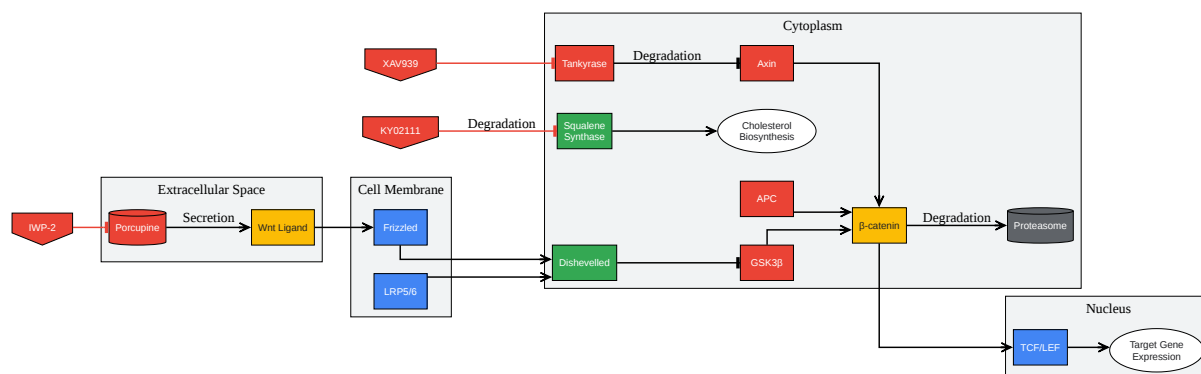 Cytoplasm
XAV939
Tankyrase
Degradation
Axin
KY02111
Degradation
Squalene
Synthase
Cholesterol
Biosynthesis
Extracellular Space
Cell Membrane
IWP-2
Porcupine
Secretion
Wnt Ligand
Frizzled
LRP5/6
Dishevelled
APC
GSK3β
β-catenin
Degradation
Proteasome
Nucleus
TCF/LEF
Target Gene
Expression